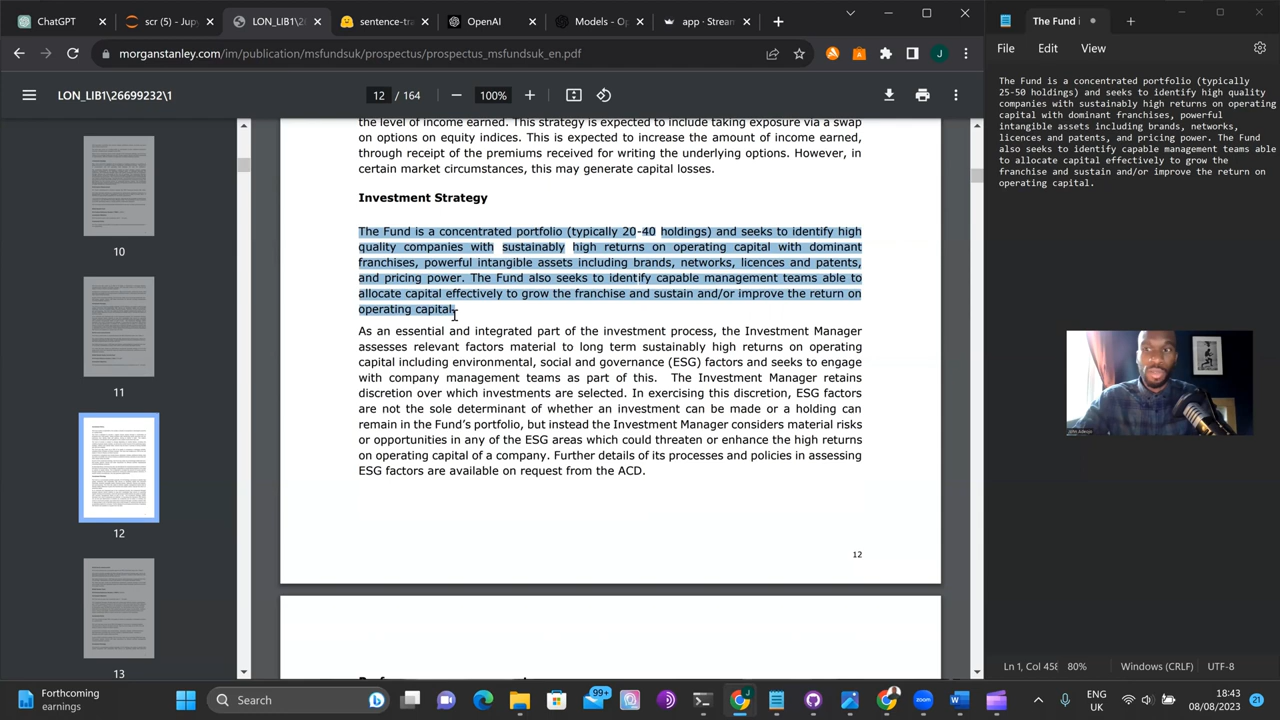 ChatGPT
scr (5) - Jup
LON_LIB1\26
sentence-tra
OpenAI
Models - Op
app · Stream
The Fund i
morganstanley.com/im/publication/msfundsuk/prospectus/prospectus_msfundsuk_en.pdf
J
File Edit View
LON_LIB1\26699232\1
12 / 164
100%
The Fund is a concentrated portfolio (typically
25-50 holdings) and seeks to identify high quality
companies with sustainably high returns on operating
capital with dominant franchises, powerful
intangible assets including brands, networks,
licences and patents, and pricing power. The Fund
also seeks to identify capable management teams able
to allocate capital effectively to grow the
franchise and sustain and/or improve the return on
operating capital.
10
11
12
13
the level of income earned. This strategy is expected to include taking exposure via a swap
on options on equity indices. This is expected to increase the amount of income earned,
through receipt of the premiums received for writing the underlying options. However, in
certain market circumstances, this may generate capital losses.
Investment Strategy
The Fund is a concentrated portfolio (typically 20-40 holdings) and seeks to identify high
quality companies with sustainably high returns on operating capital with dominant
franchises, powerful intangible assets including brands, networks, licences and patents,
and pricing power. The Fund also seeks to identify capable management teams able to
allocate capital effectively to grow the franchise and sustain and/or improve the return on
operating capital.
As an essential and integrated part of the investment process, the Investment Manager
assesses relevant factors material to long term sustainably high returns on operating
capital including environmental, social and governance (ESG) factors and seeks to engage
with company management teams as part of this. The Investment Manager retains
discretion over which investments are selected. In exercising this discretion, ESG factors
are not the sole determinant of whether an investment can be made or a holding can
remain in the Fund's portfolio, but instead the Investment Manager considers material risks
or opportunities in any of the ESG areas which could threaten or enhance the high returns
on operating capital of a company. Further details of its processes and policies in assessing
ESG factors are available on request from the ACD.
12
Ln 1, Col 458
80%
Windows (CRLF)
UTF-8
Forthcoming
earnings
Search
99+
ENG
UK
18:43
08/08/2023
21